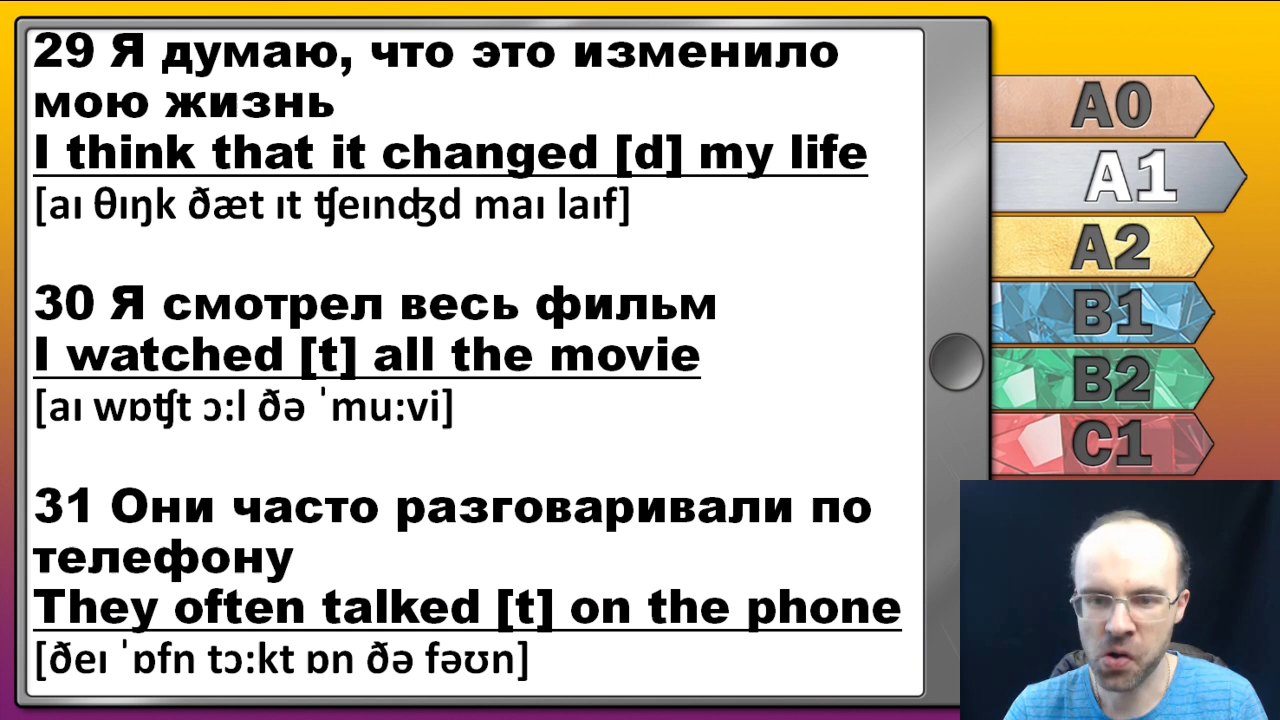 29 Я думаю, что это изменило
мою жизнь
I think that it changed [d] my life
[aɪ θɪŋk ðæt ɪt ʧeɪnʤd maɪ laɪf]
30 Я смотрел весь фильм
I watched [t] all the movie
[aɪ wɒʧt ɔ:l ðə ˈmu:vi]
31 Они часто разговаривали по
телефону
They often talked [t] on the phone
[ðeɪ ˈɒfn tɔ:kt ɒn ðə fəʊn]
A0
A1
A2
B1
B2
C1